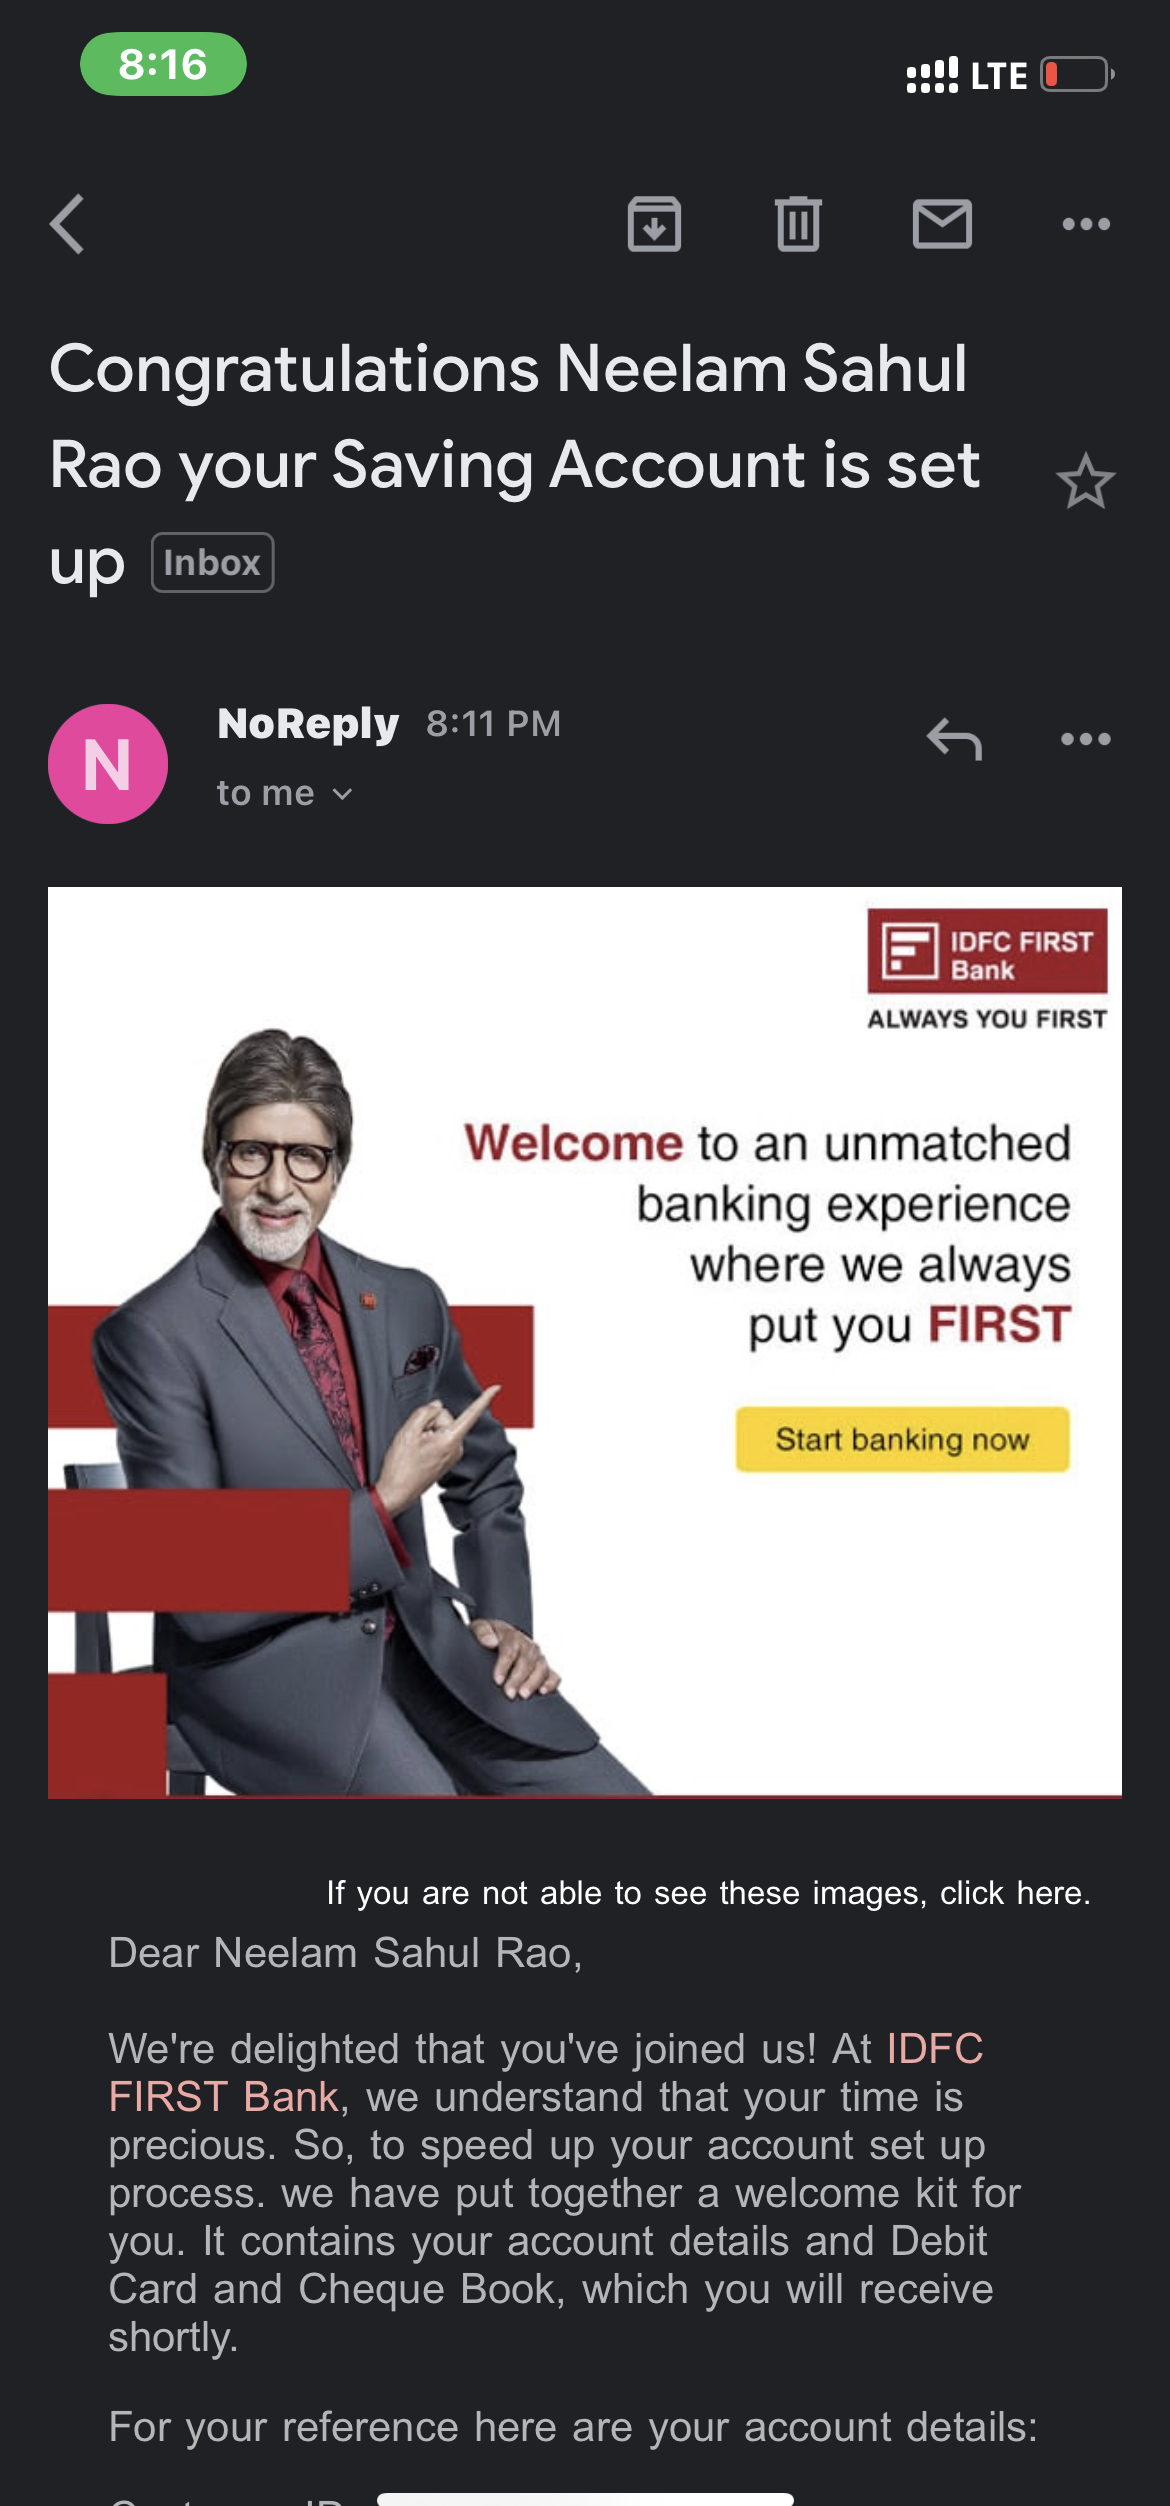 8:16
LTE
Congratulations Neelam Sahul
Rao your Saving Account is set
up Inbox
N
NoReply 8:11 PM
to me
IDFC FIRST
Bank
ALWAYS YOU FIRST
Welcome to an unmatched
banking experience
where we always
put you FIRST
Start banking now
If you are not able to see these images, click here.
Dear Neelam Sahul Rao,
We're delighted that you've joined us! At IDFC
FIRST Bank, we understand that your time is
precious. So, to speed up your account set up
process. we have put together a welcome kit for
you. It contains your account details and Debit
Card and Cheque Book, which you will receive
shortly.
For your reference here are your account details: